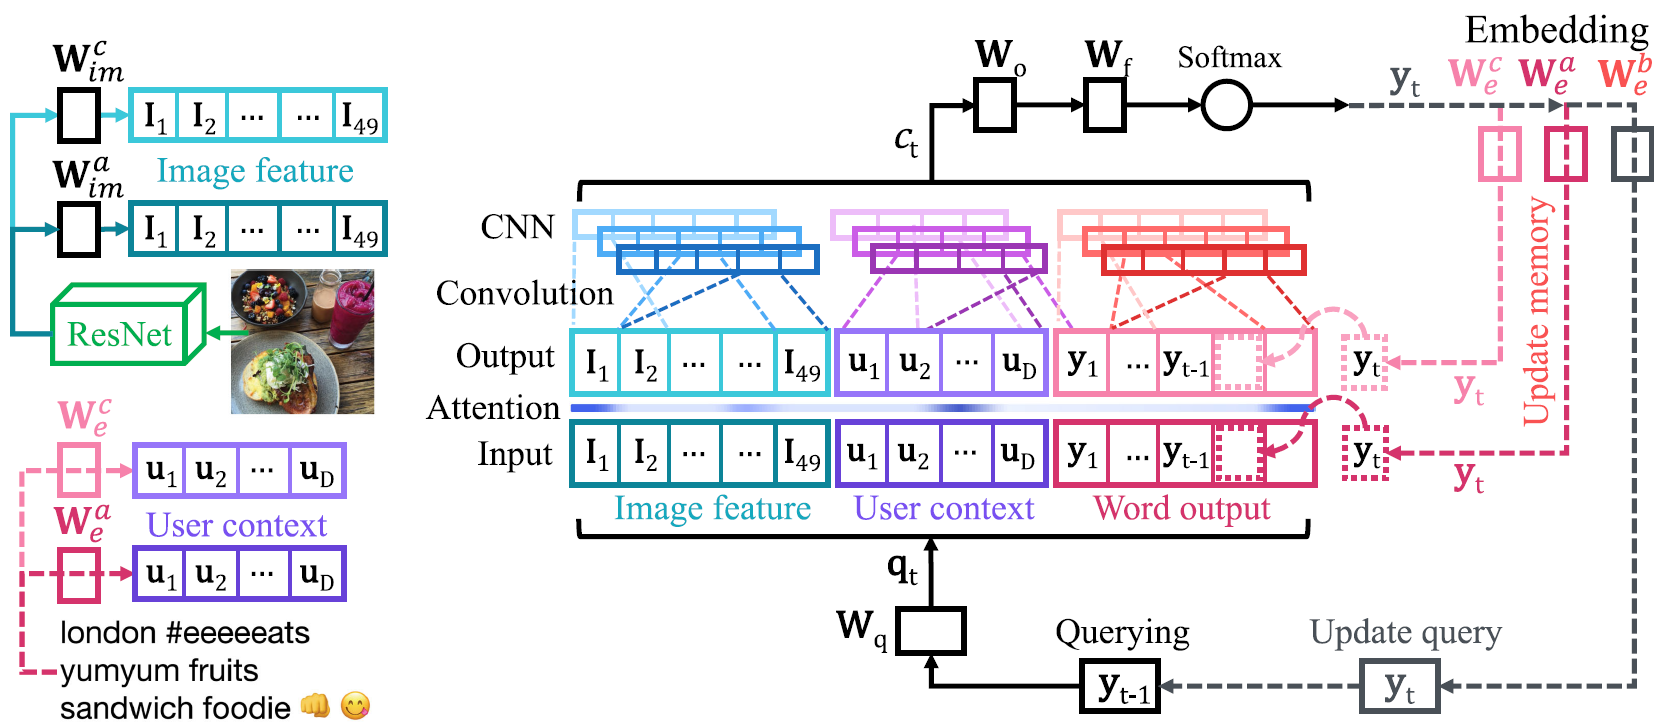 W_im^c
I_1 I_2 ... ... I_49
Image feature
W_im^a
I_1 I_2 ... ... I_49
ResNet
W_e^c
u_1 u_2 ... u_D
User context
W_e^a
u_1 u_2 ... u_D
london #eeeeeats
yumyum fruits
sandwich foodie 👊 😋
Embedding
W_o W_f Softmax y_t W_e^c W_e^a W_e^b
c_t
CNN
Convolution
Output I_1 I_2 ... ... I_49 u_1 u_2 ... u_D y_1 ... y_t-1 y_t
y_t
Attention
Input I_1 I_2 ... ... I_49 u_1 u_2 ... u_D y_1 ... y_t-1 y_t
y_t
Image feature User context Word output
Update memory
q_t
W_q
Querying
y_t-1
Update query
y_t